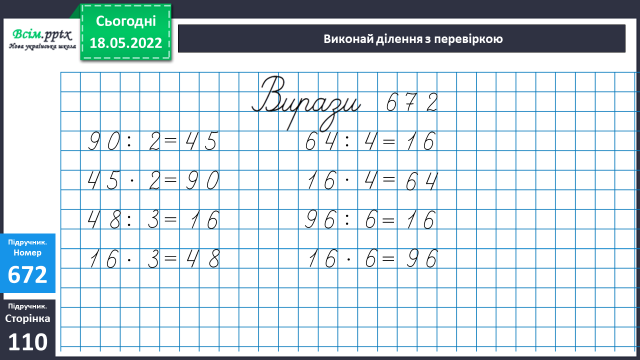 Всім.pptx
Нова українська школа
Сьогодні
18.05.2022
Виконай ділення з перевіркою
Вирази 672
90 : 2 = 45
45 · 2 = 90
48 : 3 = 16
16 · 3 = 48
64 : 4 = 16
16 · 4 = 64
96 : 6 = 16
16 · 6 = 96
Підручник.
Номер
672
Підручник.
Сторінка
110